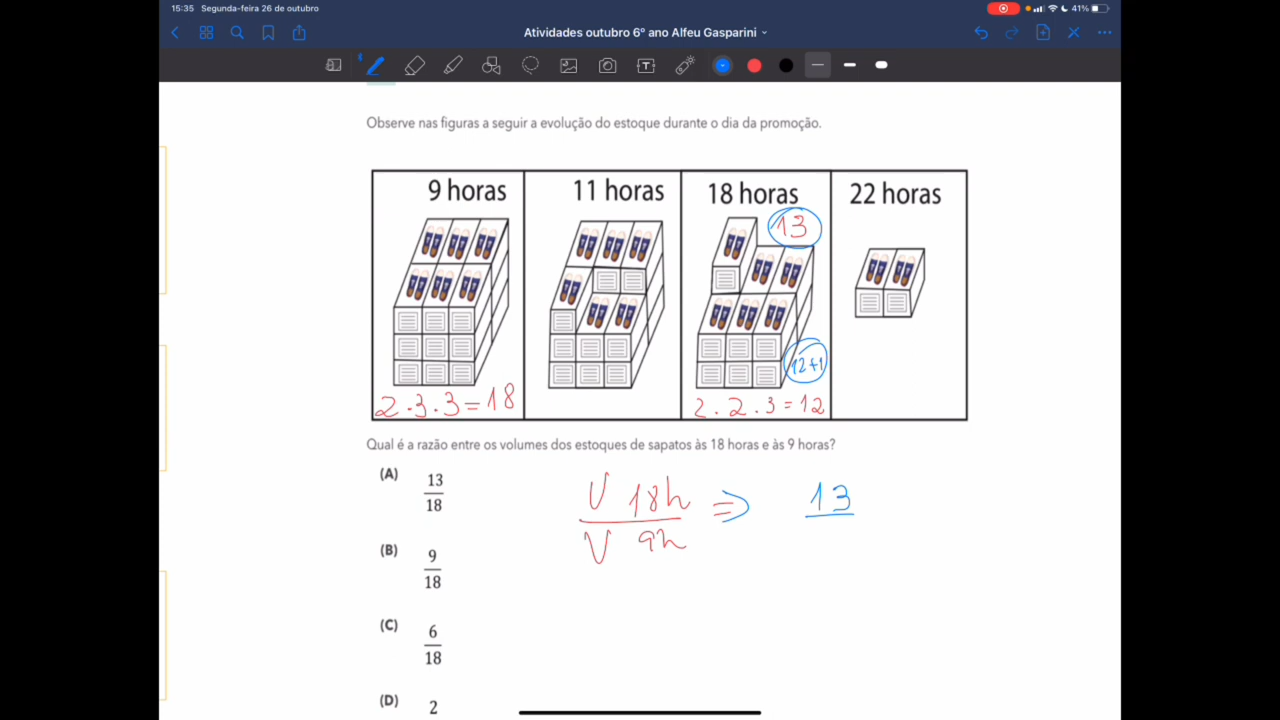 15:35 Segunda-feira 26 de outubro
41%
Atividades outubro 6º ano Alfeu Gasparini
Observe nas figuras a seguir a evolução do estoque durante o dia da promoção.
9 horas 11 horas 18 horas 22 horas
13
12+1
2.3.3=18 2.2.3=12
Qual é a razão entre os volumes dos estoques de sapatos às 18 horas e às 9 horas?
(A) 13
18
V 18h ⇒ 13
V 9h
(B) 9
18
(C) 6
18
(D) 2